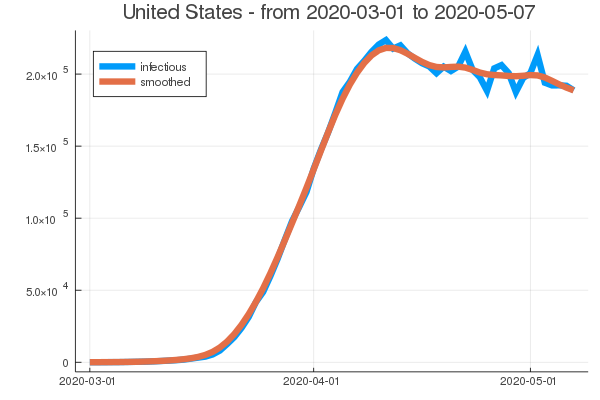 United States - from 2020-03-01 to 2020-05-07
infectious
smoothed
2.0×10 5
1.5×10 5
1.0×10 5
5.0×10 4
0
2020-03-01 2020-04-01 2020-05-01